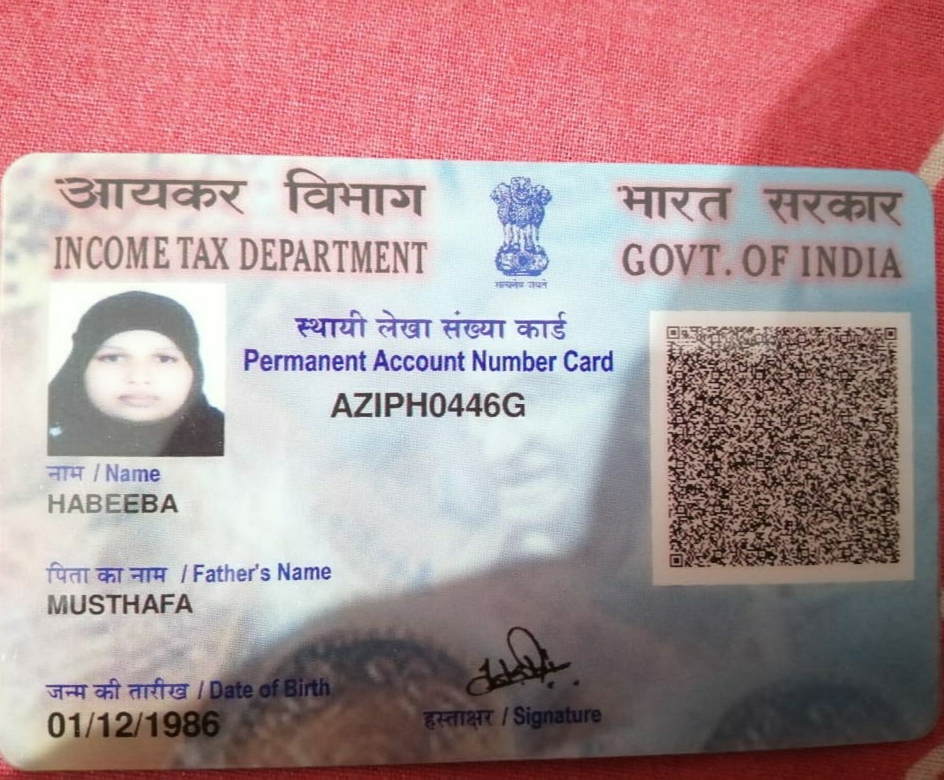 आयकर विभाग
INCOME TAX DEPARTMENT
सत्यमेव जयते
भारत सरकार
GOVT. OF INDIA
स्थायी लेखा संख्या कार्ड
Permanent Account Number Card
AZIPH0446G
नाम / Name
HABEEBA
पिता का नाम / Father's Name
MUSTHAFA
जन्म की तारीख / Date of Birth
01/12/1986
हस्ताक्षर / Signature